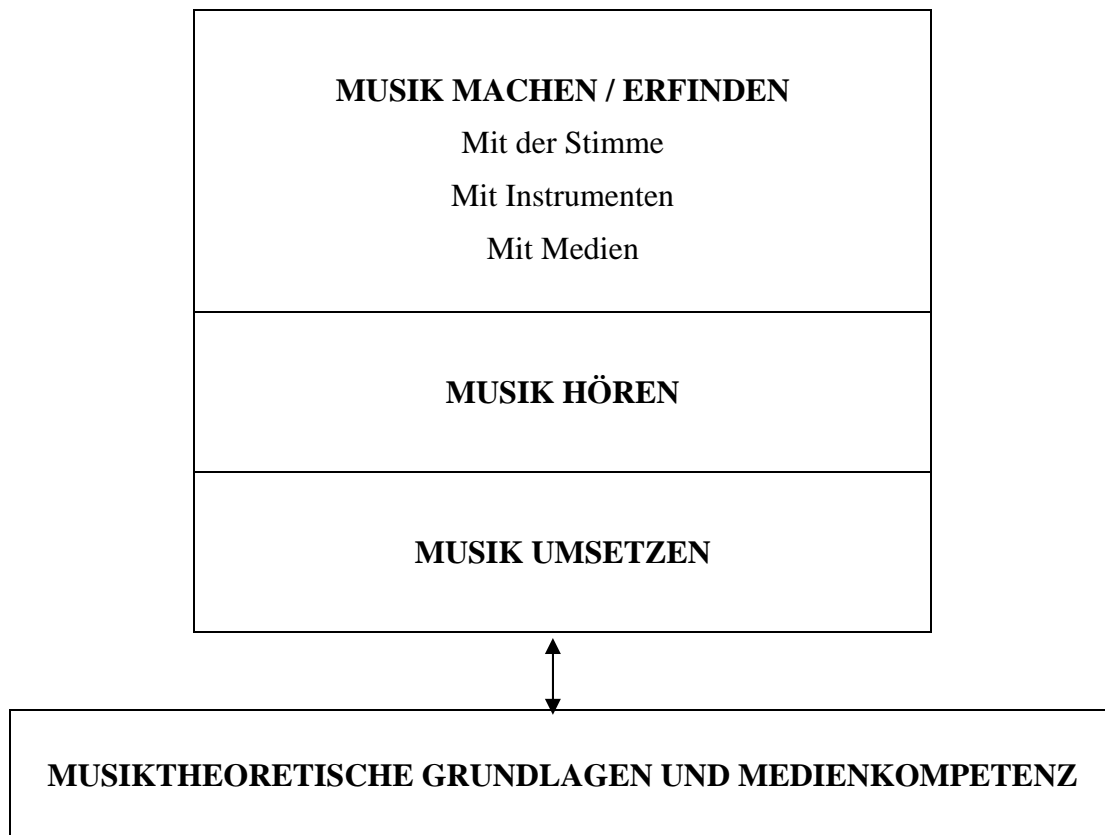 MUSIK MACHEN / ERFINDEN
Mit der Stimme
Mit Instrumenten
Mit Medien
MUSIK HÖREN
MUSIK UMSETZEN
MUSIKTHEORETISCHE GRUNDLAGEN UND MEDIENKOMPETENZ